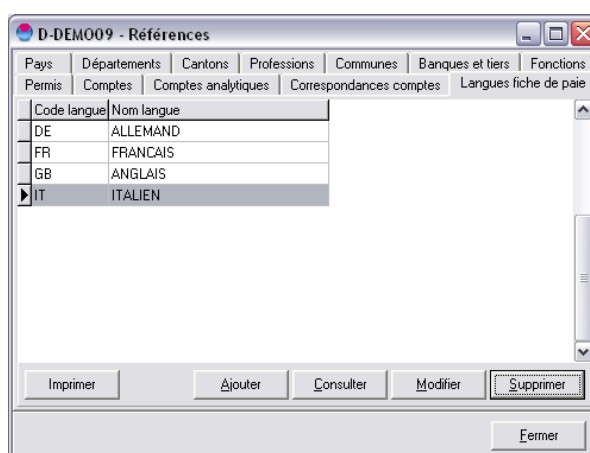 D-DEMO09 - Références
Pays Départements Cantons Professions Communes Banques et tiers Fonctions
Permis Comptes Comptes analytiques Correspondances comptes Langues fiche de paie
Code langue Nom langue
DE ALLEMAND
FR FRANCAIS
GB ANGLAIS
IT ITALIEN
Imprimer Ajouter Consulter Modifier Supprimer
Fermer